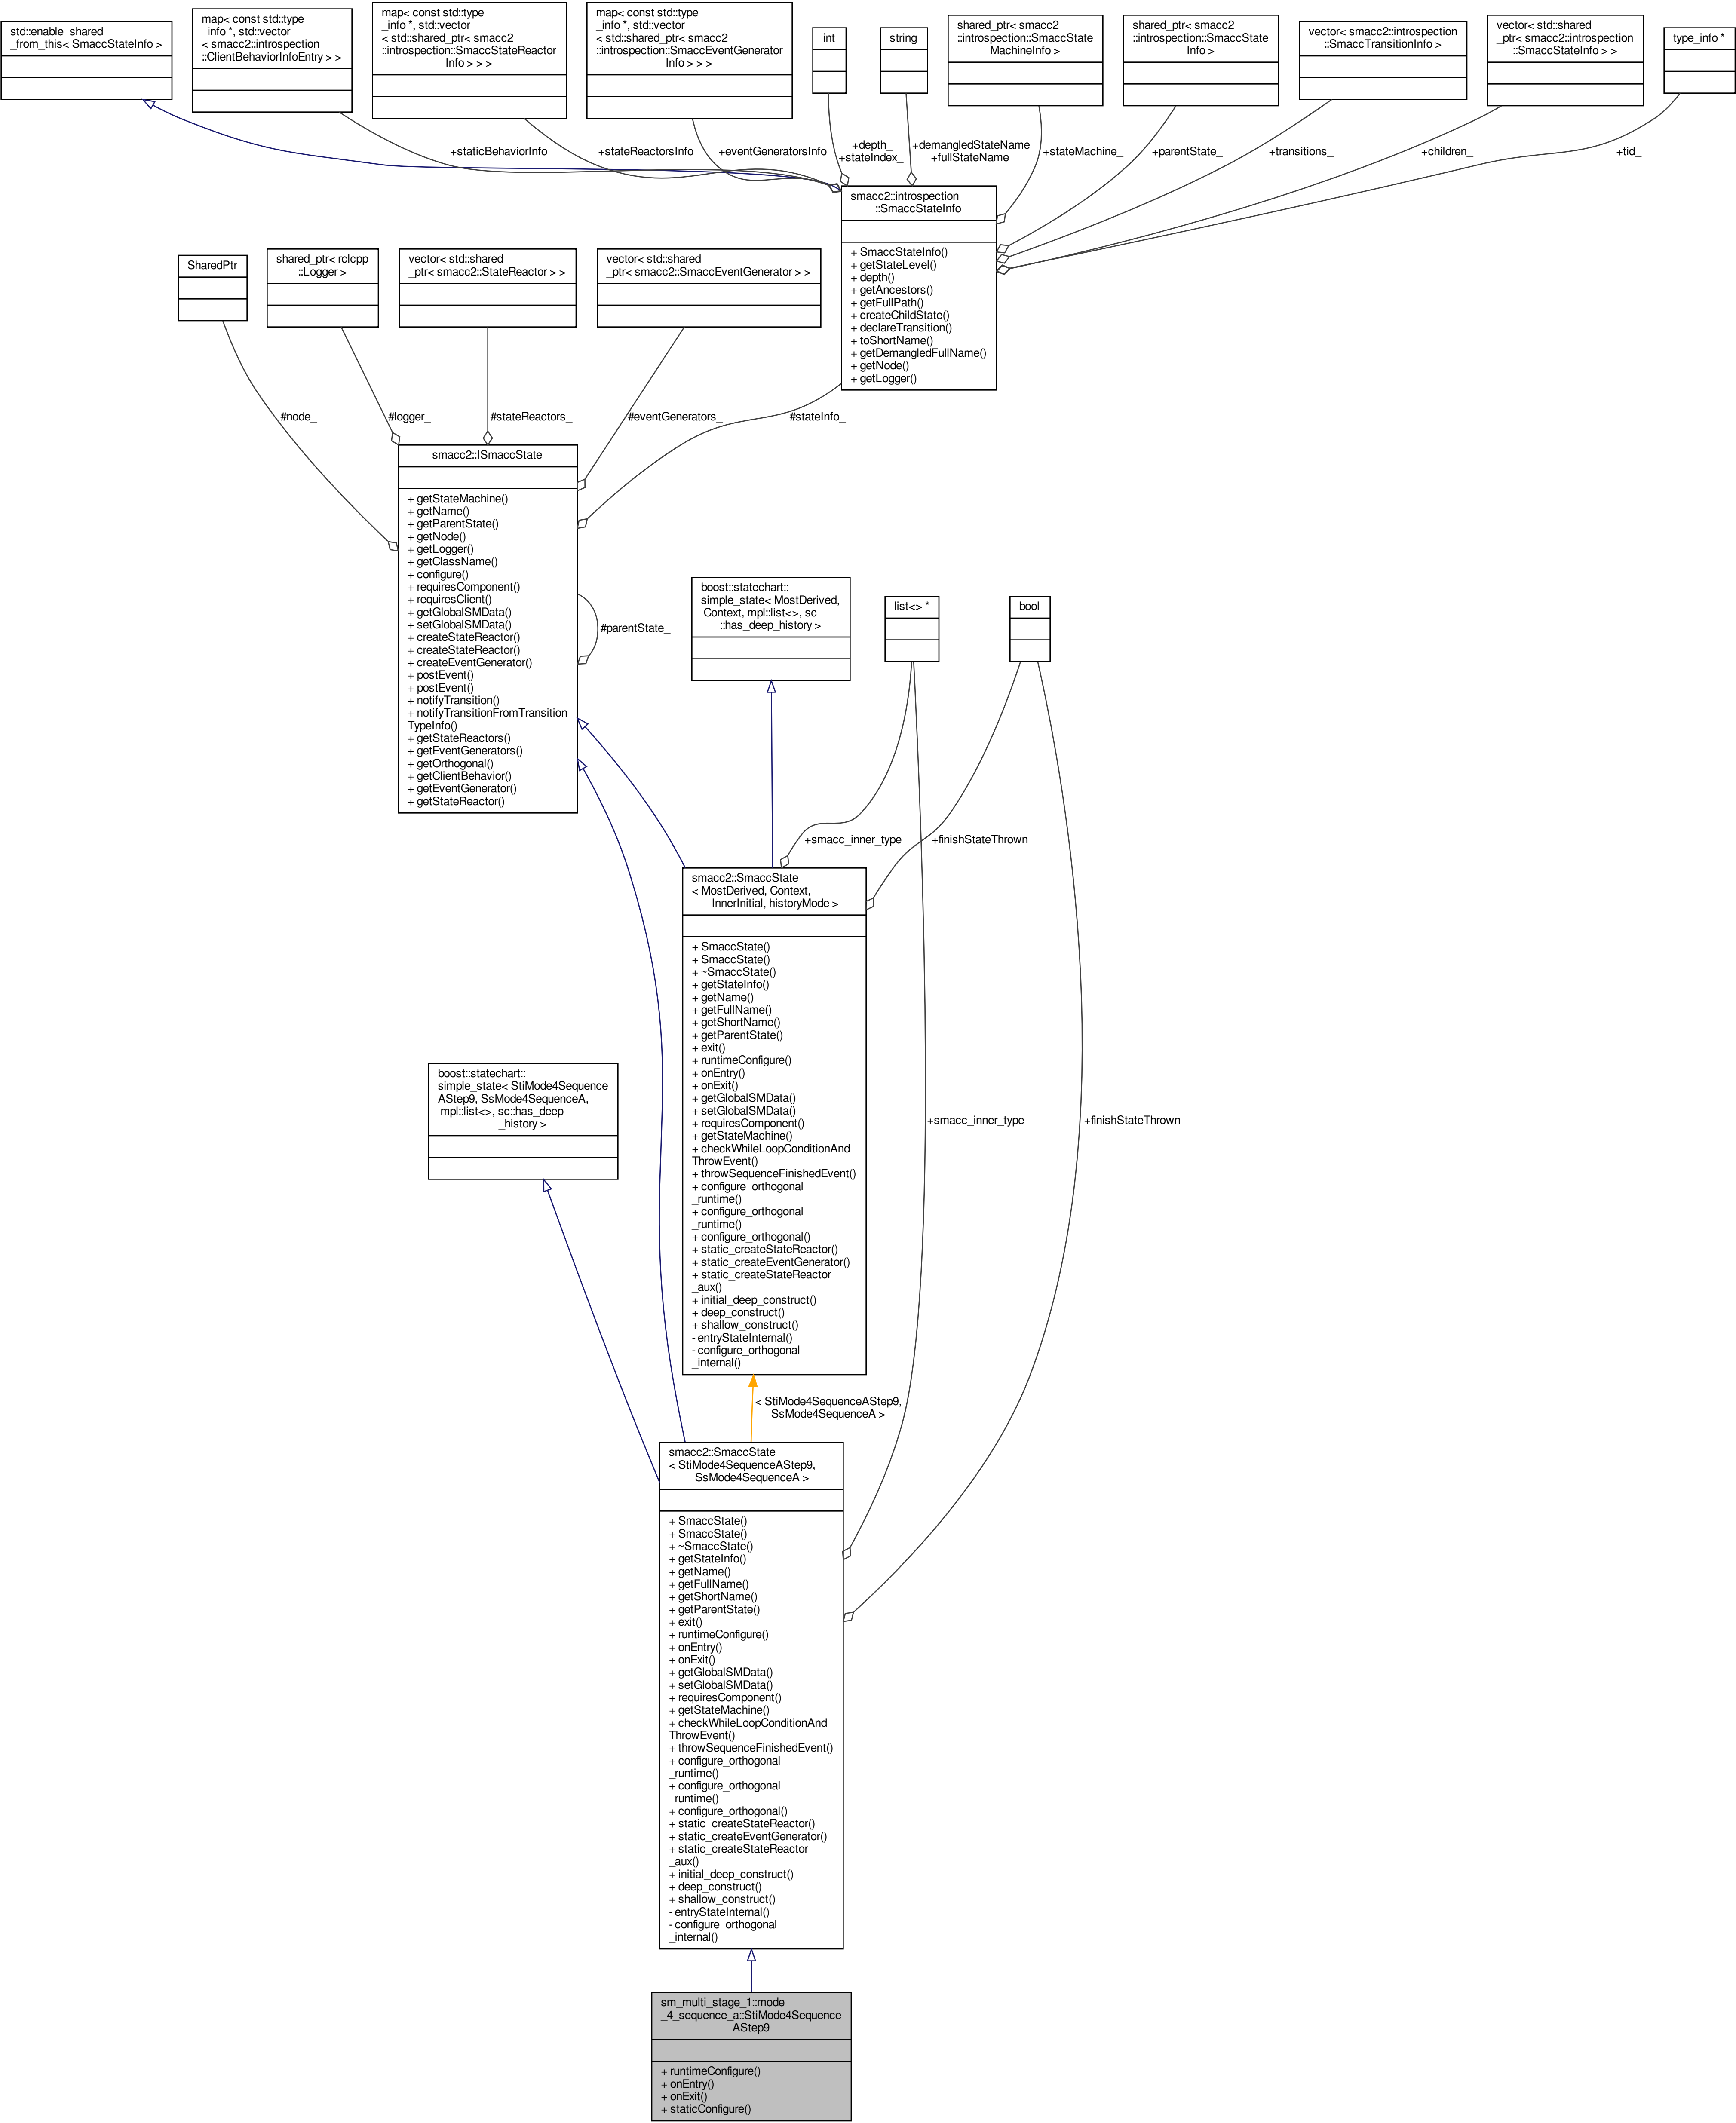 std::enable_shared
_from_this< SmaccStateInfo >
map< const std::type
_info *, std::vector
< smacc2::introspection
::ClientBehaviorInfoEntry > >
map< const std::type
_info *, std::vector
< std::shared_ptr< smacc2
::introspection::SmaccStateReactor
Info > > >
map< const std::type
_info *, std::vector
< std::shared_ptr< smacc2
::introspection::SmaccEventGenerator
Info > > >
int
string
shared_ptr< smacc2
::introspection::SmaccState
MachineInfo >
shared_ptr< smacc2
::introspection::SmaccState
Info >
vector< smacc2::introspection
::SmaccTransitionInfo >
vector< std::shared
_ptr< smacc2::introspection
::SmaccStateInfo > >
type_info *
+staticBehaviorInfo
+stateReactorsInfo
+eventGeneratorsInfo
+depth_
+stateIndex_
+demangledStateName
+fullStateName
+stateMachine_
+parentState_
+transitions_
+children_
+tid_
smacc2::introspection
::SmaccStateInfo
+ SmaccStateInfo()
+ getStateLevel()
+ depth()
+ getAncestors()
+ getFullPath()
+ createChildState()
+ declareTransition()
+ toShortName()
+ getDemangledFullName()
+ getNode()
+ getLogger()
SharedPtr
shared_ptr< rclcpp
::Logger >
vector< std::shared
_ptr< smacc2::StateReactor > >
vector< std::shared
_ptr< smacc2::SmaccEventGenerator > >
#node_
#logger_
#stateReactors_
#eventGenerators_
#stateInfo_
smacc2::ISmaccState
+ getStateMachine()
+ getName()
+ getParentState()
+ getNode()
+ getLogger()
+ getClassName()
+ configure()
+ requiresComponent()
+ requiresClient()
+ getGlobalSMData()
+ setGlobalSMData()
+ createStateReactor()
+ createStateReactor()
+ createEventGenerator()
+ postEvent()
+ postEvent()
+ notifyTransition()
+ notifyTransitionFromTransition
TypeInfo()
+ getStateReactors()
+ getEventGenerators()
+ getOrthogonal()
+ getClientBehavior()
+ getEventGenerator()
+ getStateReactor()
#parentState_
boost::statechart::
simple_state< MostDerived,
Context, mpl::list<>, sc
::has_deep_history >
list<> *
bool
+smacc_inner_type
+finishStateThrown
smacc2::SmaccState
< MostDerived, Context,
InnerInitial, historyMode >
+ SmaccState()
+ SmaccState()
+ ~SmaccState()
+ getStateInfo()
+ getName()
+ getFullName()
+ getShortName()
+ getParentState()
+ exit()
+ runtimeConfigure()
+ onEntry()
+ onExit()
+ getGlobalSMData()
+ setGlobalSMData()
+ requiresComponent()
+ getStateMachine()
+ checkWhileLoopConditionAnd
ThrowEvent()
+ throwSequenceFinishedEvent()
+ configure_orthogonal
_runtime()
+ configure_orthogonal
_runtime()
+ configure_orthogonal()
+ static_createStateReactor()
+ static_createEventGenerator()
+ static_createStateReactor
_aux()
+ initial_deep_construct()
+ deep_construct()
+ shallow_construct()
- entryStateInternal()
- configure_orthogonal
_internal()
boost::statechart::
simple_state< StiMode4Sequence
AStep9, SsMode4SequenceA,
mpl::list<>, sc::has_deep
_history >
+smacc_inner_type
+finishStateThrown
< StiMode4SequenceAStep9,
SsMode4SequenceA >
smacc2::SmaccState
< StiMode4SequenceAStep9,
SsMode4SequenceA >
+ SmaccState()
+ SmaccState()
+ ~SmaccState()
+ getStateInfo()
+ getName()
+ getFullName()
+ getShortName()
+ getParentState()
+ exit()
+ runtimeConfigure()
+ onEntry()
+ onExit()
+ getGlobalSMData()
+ setGlobalSMData()
+ requiresComponent()
+ getStateMachine()
+ checkWhileLoopConditionAnd
ThrowEvent()
+ throwSequenceFinishedEvent()
+ configure_orthogonal
_runtime()
+ configure_orthogonal
_runtime()
+ configure_orthogonal()
+ static_createStateReactor()
+ static_createEventGenerator()
+ static_createStateReactor
_aux()
+ initial_deep_construct()
+ deep_construct()
+ shallow_construct()
- entryStateInternal()
- configure_orthogonal
_internal()
sm_multi_stage_1::mode
_4_sequence_a::StiMode4Sequence
AStep9
+ runtimeConfigure()
+ onEntry()
+ onExit()
+ staticConfigure()